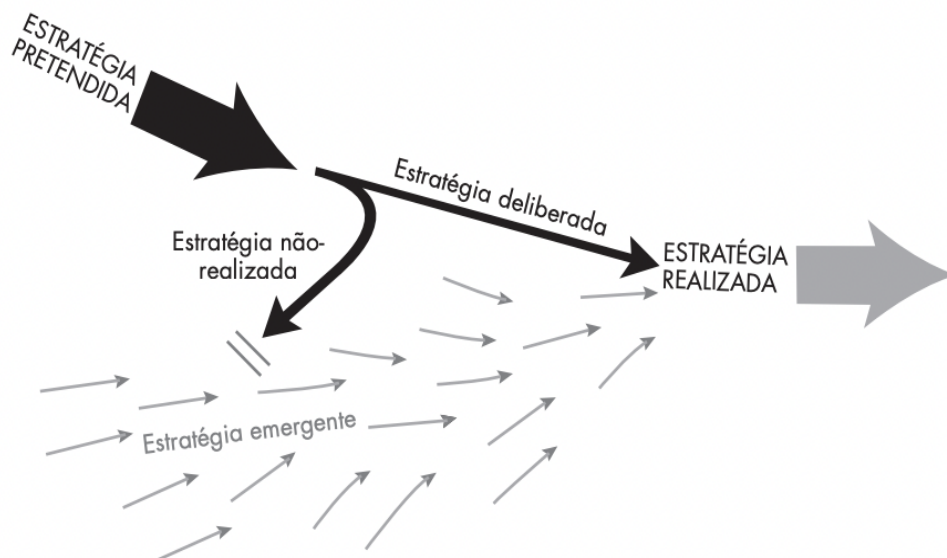 ESTRATÉGIA
PRETENDIDA
Estratégia deliberada
Estratégia não-
realizada
ESTRATÉGIA
REALIZADA
Estratégia emergente